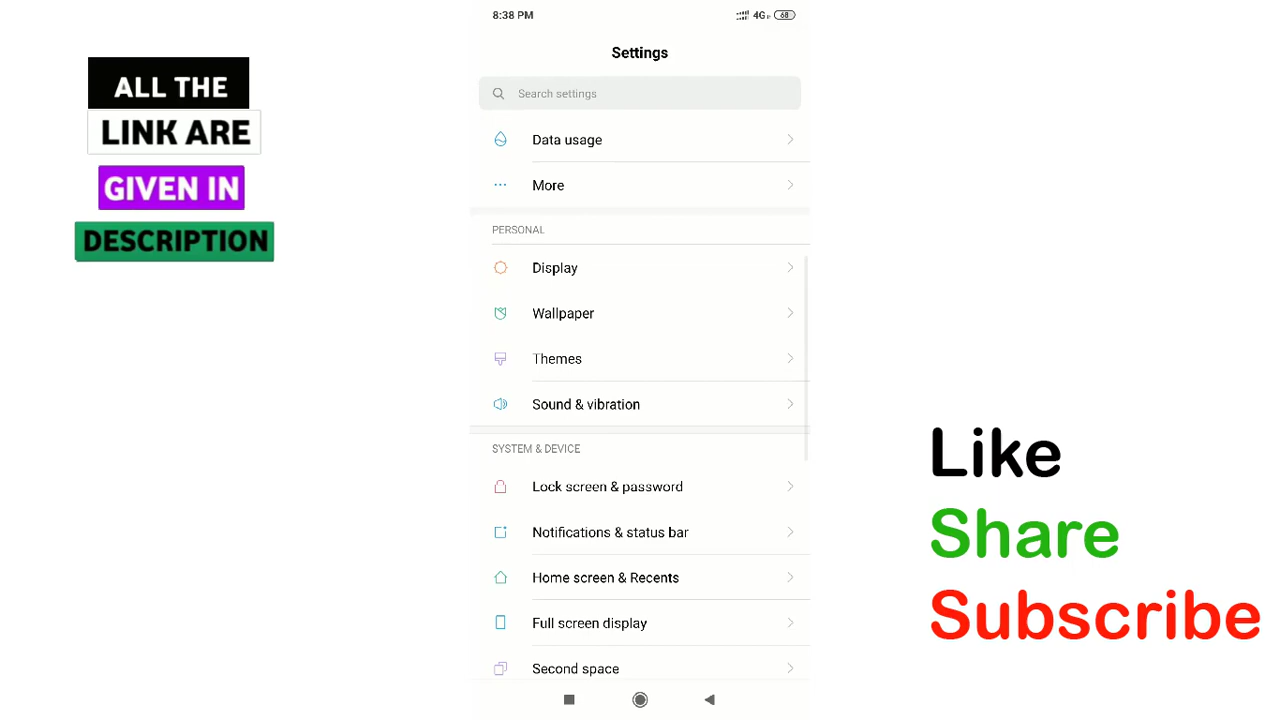 ALL THE
LINK ARE
GIVEN IN
DESCRIPTION
8:38 PM
4G
68
Settings
Search settings
Data usage
More
PERSONAL
Display
Wallpaper
Themes
Sound & vibration
SYSTEM & DEVICE
Lock screen & password
Notifications & status bar
Home screen & Recents
Full screen display
Second space
Like
Share
Subscribe